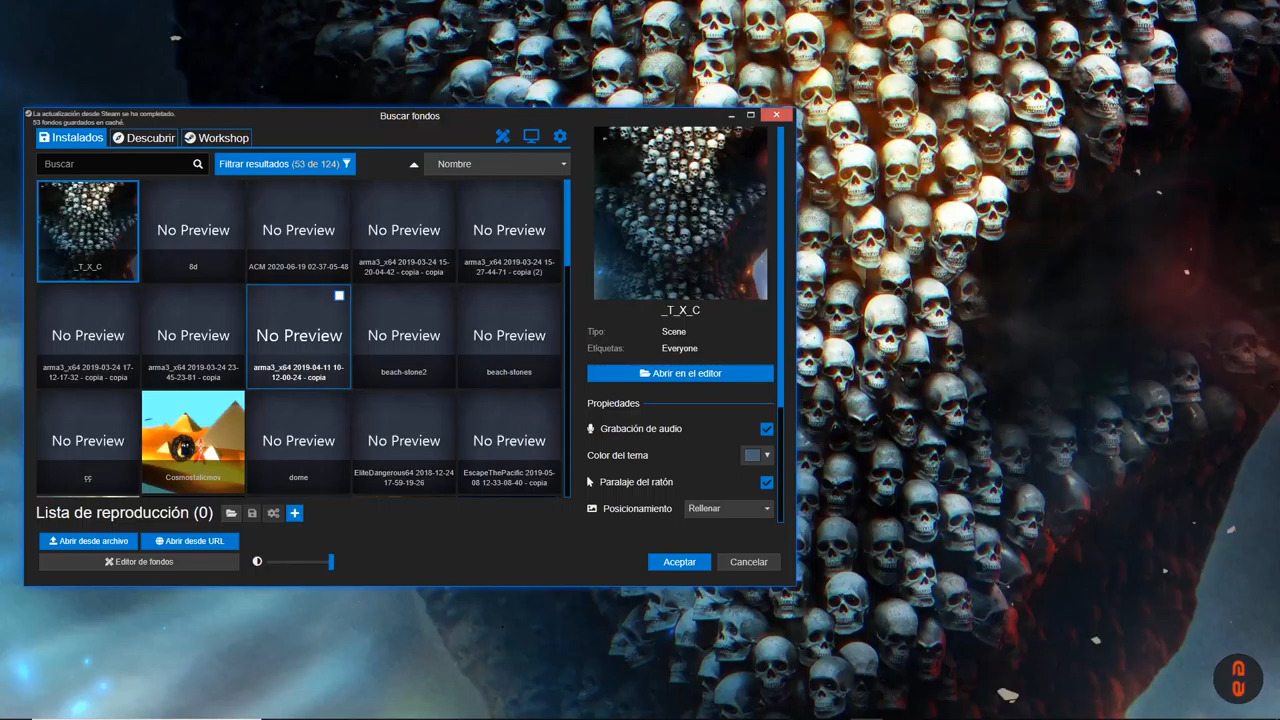 La actualización desde Steam se ha completado.
53 fondos guardados en caché.
Buscar fondos
Instalados
Descubrir
Workshop
Buscar
Filtrar resultados (53 de 124)
Nombre
_T_X_C
No Preview
8d
No Preview
ACM 2020-06-19 02-37-05-48
No Preview
arma3_x64 2019-03-24 15-
20-04-42 - copia - copia
No Preview
arma3_x64 2019-03-24 15-
27-44-71 - copia (2)
No Preview
arma3_x64 2019-03-24 17-
12-17-32 - copia - copia
No Preview
arma3_x64 2019-03-24 23-
45-23-81 - copia
No Preview
arma3_x64 2019-04-11 10-
12-00-24 - copia
No Preview
beach-stone2
No Preview
beach-stones
No Preview
çç
Cosmostaticmov
No Preview
dome
No Preview
EliteDangerous64 2018-12-24
17-59-19-26
No Preview
EscapeThePacific 2019-05-
08 12-33-08-40 - copia
Lista de reproducción (0)
Abrir desde archivo
Abrir desde URL
Editor de fondos
_T_X_C
Tipo:
Scene
Etiquetas:
Everyone
Abrir en el editor
Propiedades
Grabación de audio
Color del tema
Paralaje del ratón
Posicionamiento
Rellenar
Aceptar
Cancelar